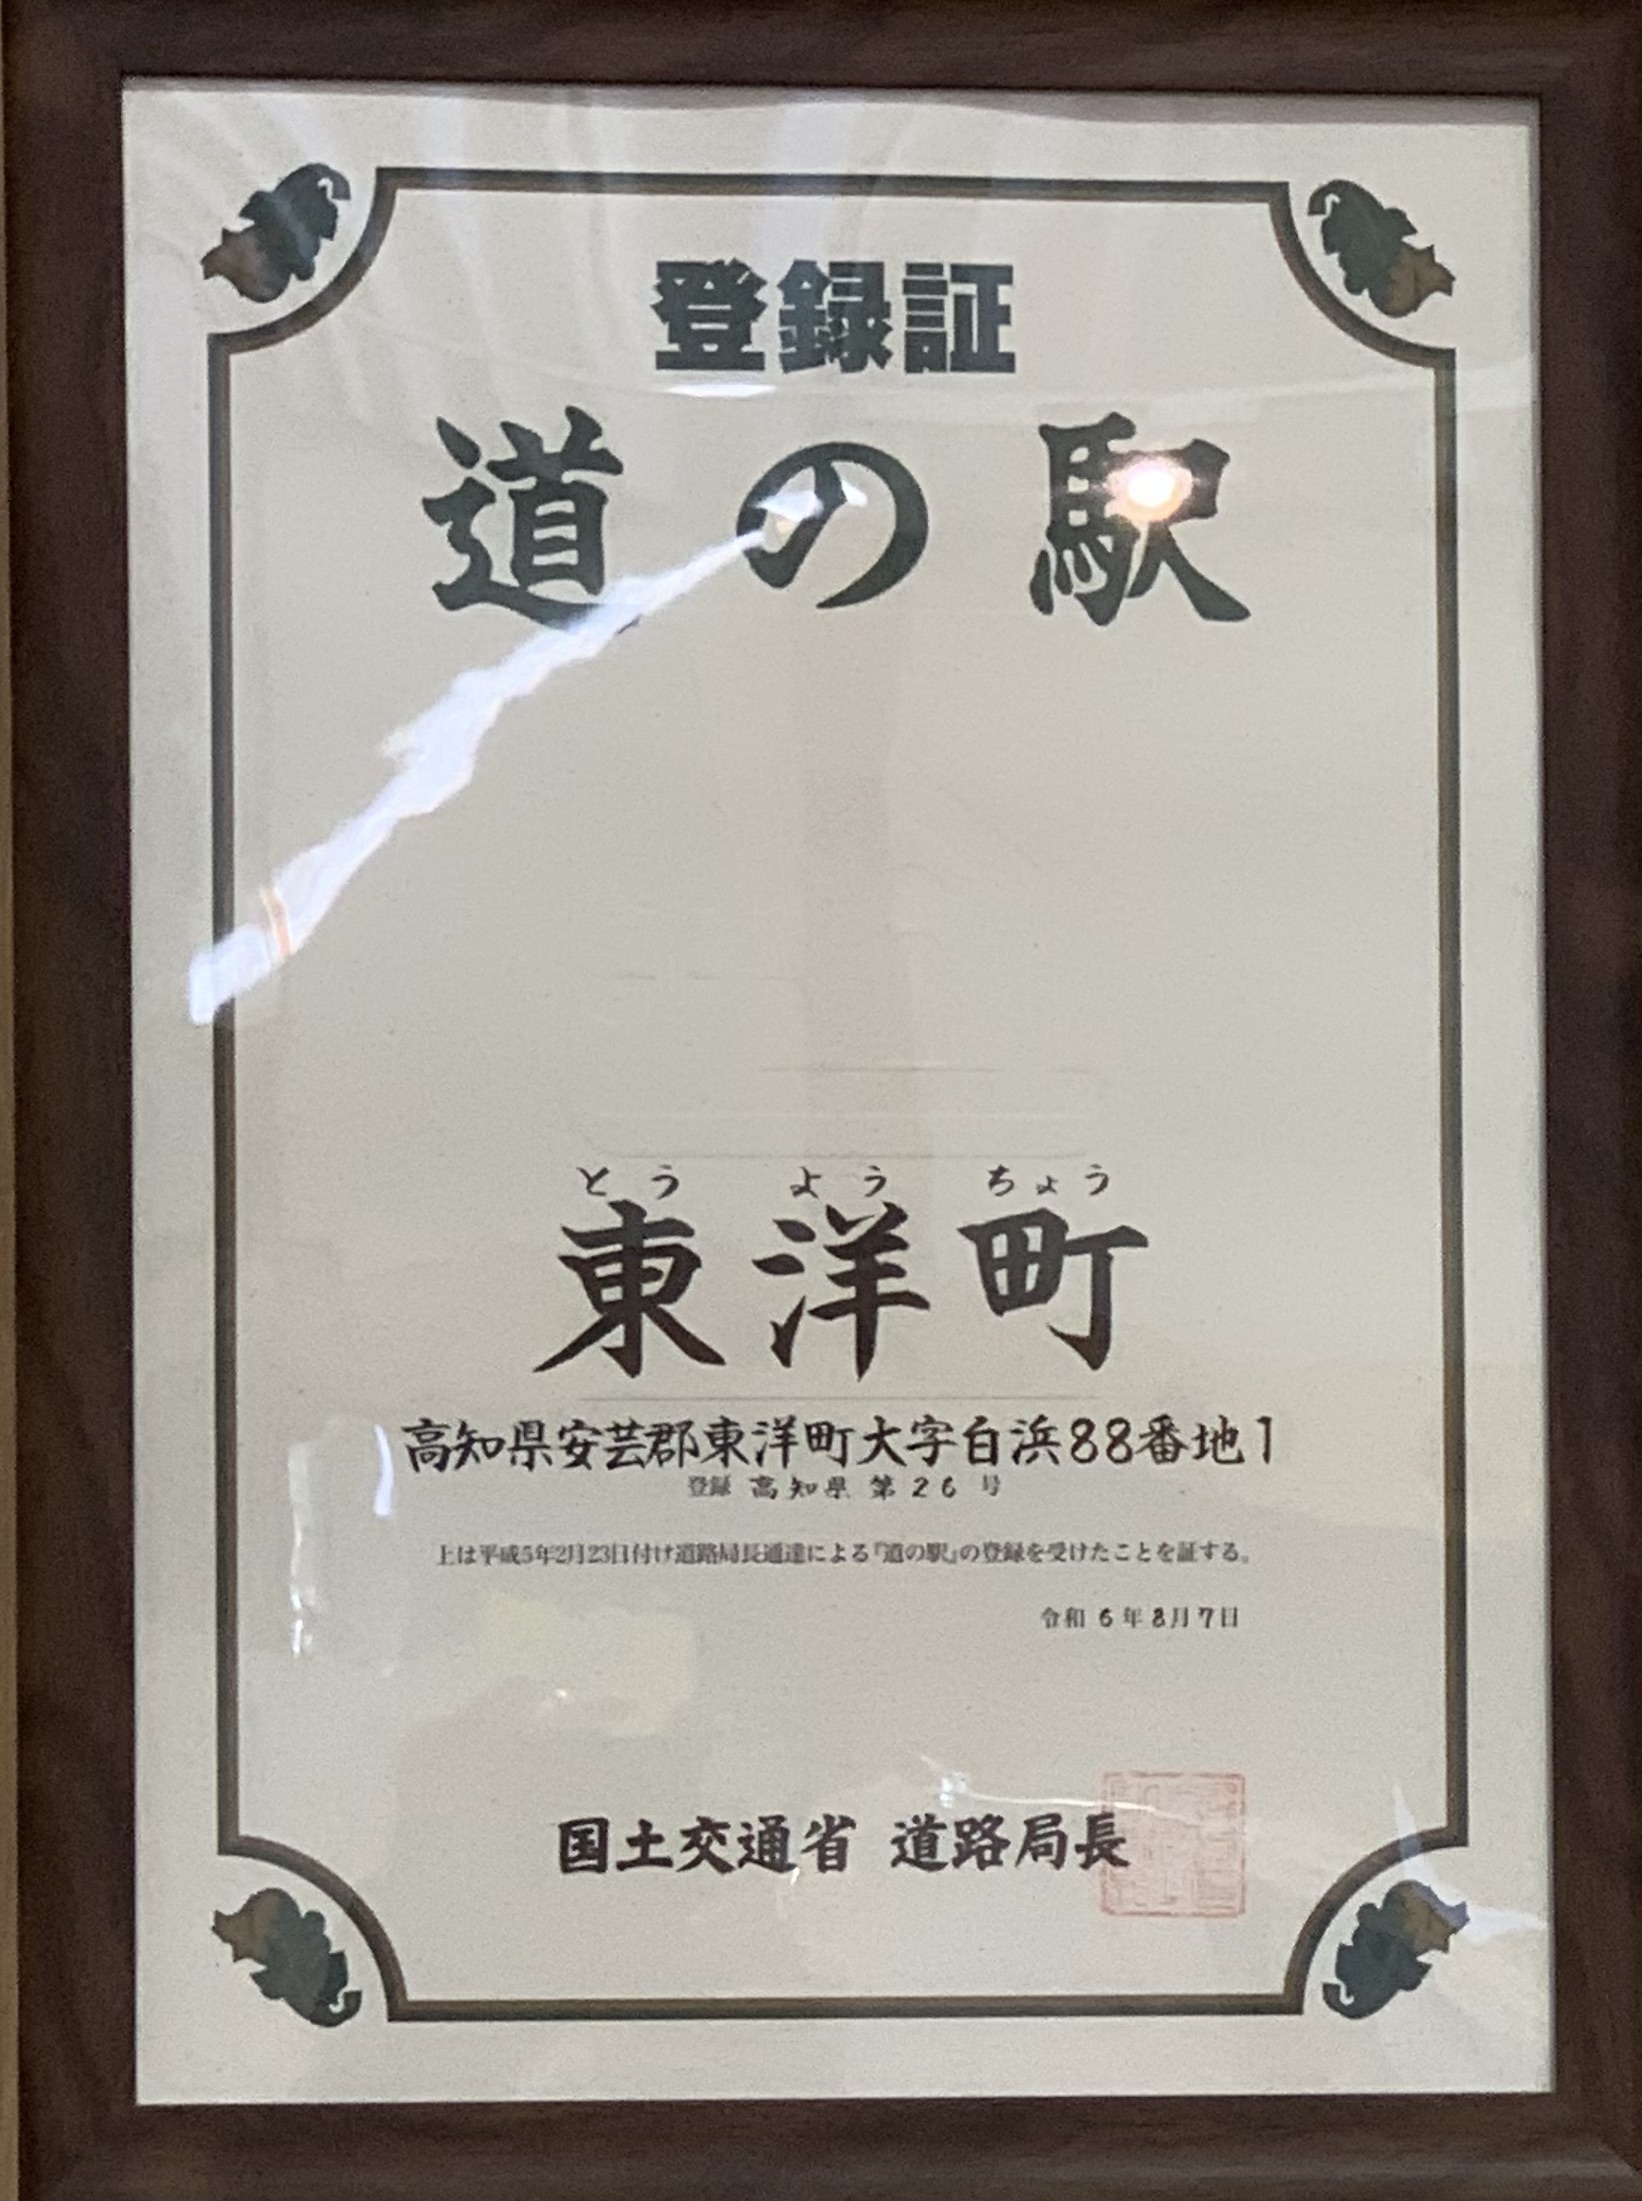 登録証
道の駅
とうようちょう
東洋町
高知県安芸郡東洋町大字白浜88番地1
登録 高知県 第 26 号
上は平成5年2月23日付け道路局長通達による『道の駅』の登録を受けたことを証する。
令和 6 年 8月 7日
国土交通省 道路局長